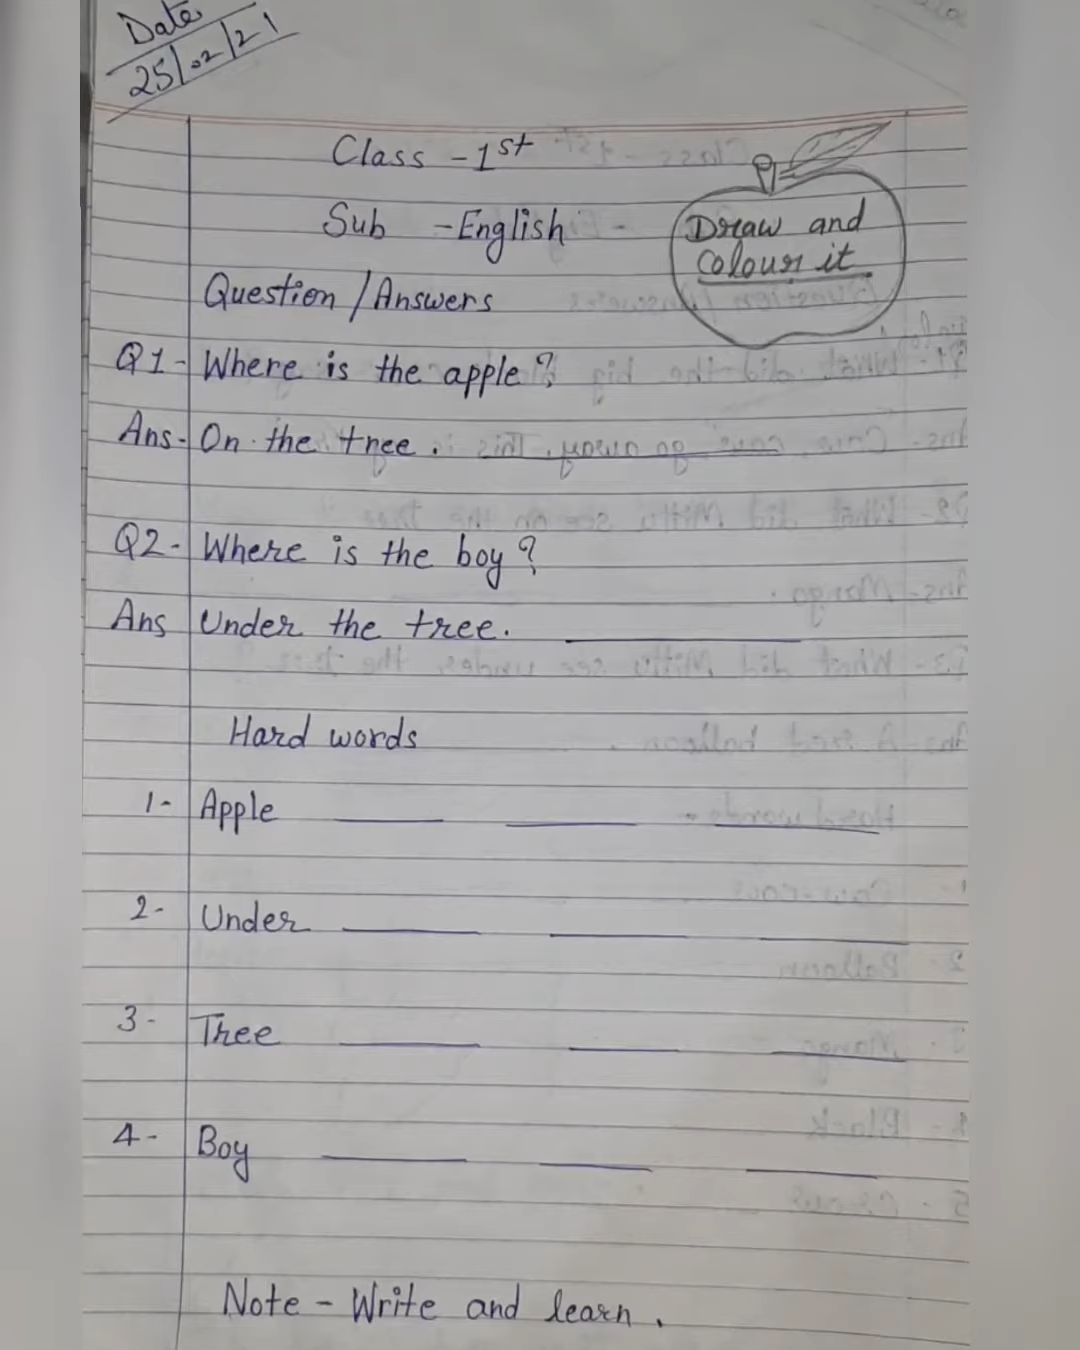 Date
25/02/21
Class - 1st
Sub - English -
Draw and
colour it
Question / Answers
Q1- Where is the apple?
Ans- On the tree.
Q2- Where is the boy?
Ans Under the tree.
Hard words
1- Apple
2- Under
3- Tree
4- Boy
Note - Write and learn.